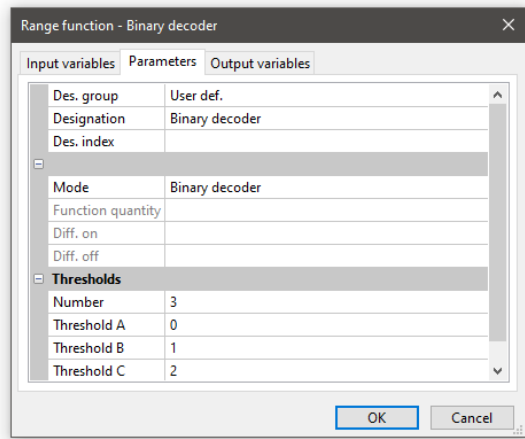 Range function - Binary decoder
Input variables Parameters Output variables
Des. group User def.
Designation Binary decoder
Des. index
Mode Binary decoder
Function quantity
Diff. on
Diff. off
Thresholds
Number 3
Threshold A 0
Threshold B 1
Threshold C 2
OK Cancel